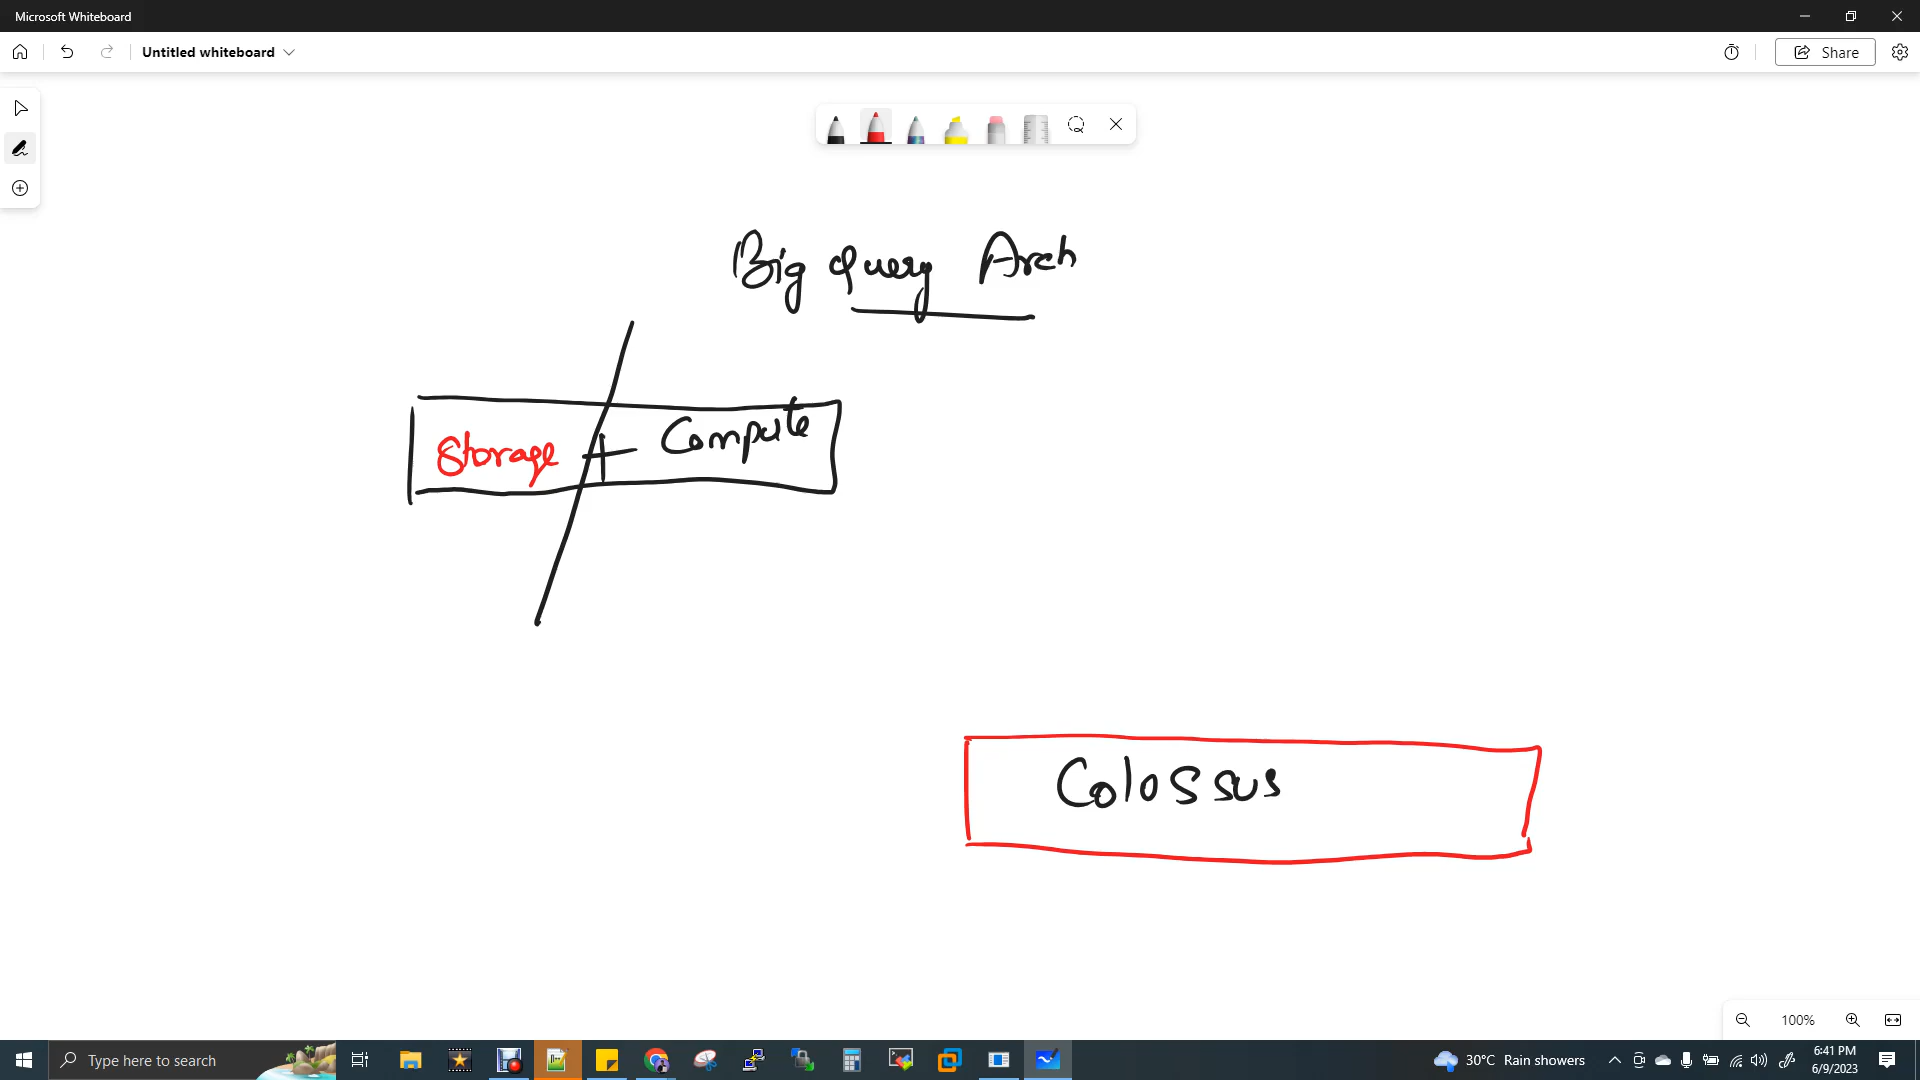 Microsoft Whiteboard
Untitled whiteboard
Share
Big Query Arch
Storage + Compute
Colossus
100%
Type here to search
30°C Rain showers
6:41 PM
6/9/2023